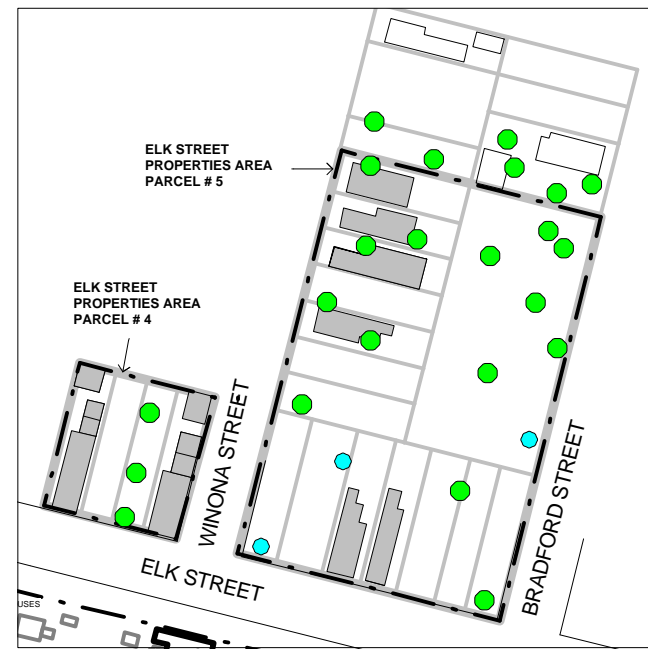 ELK STREET
PROPERTIES AREA
PARCEL # 5
ELK STREET
PROPERTIES AREA
PARCEL # 4
WINONA STREET
BRADFORD STREET
ELK STREET
USES